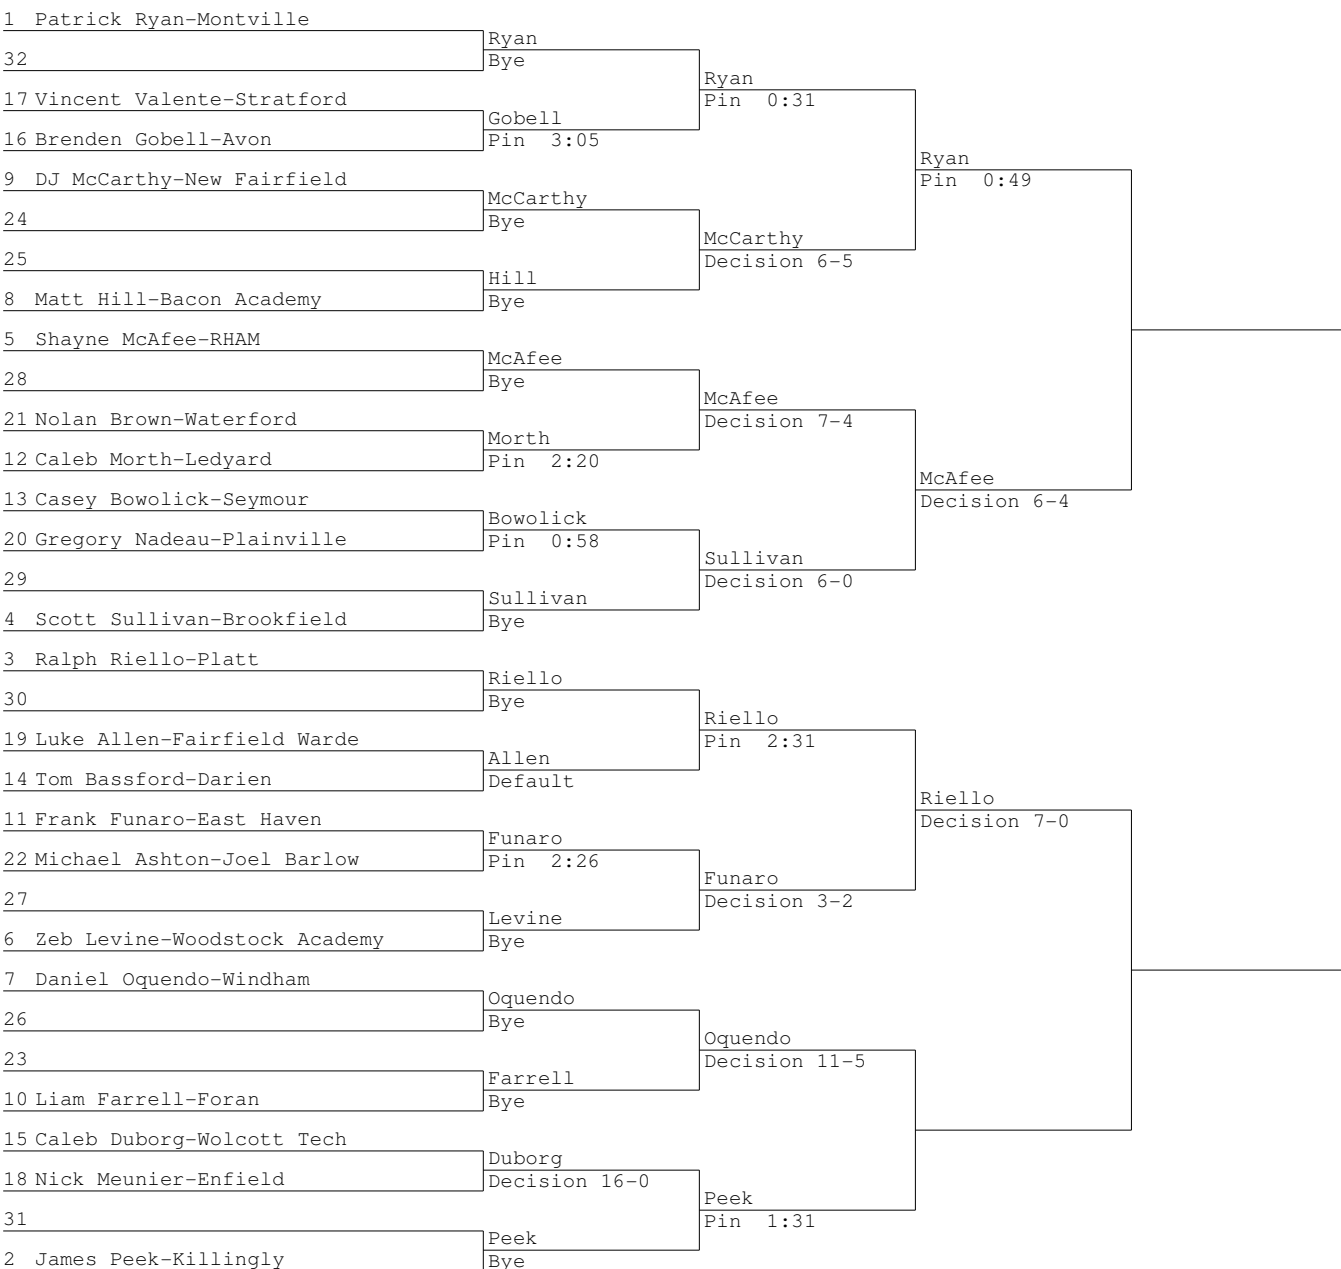 1 Patrick Ryan-Montville
32
17 Vincent Valente-Stratford
16 Brenden Gobell-Avon
9 DJ McCarthy-New Fairfield
24
25
8 Matt Hill-Bacon Academy
5 Shayne McAfee-RHAM
28
21 Nolan Brown-Waterford
12 Caleb Morth-Ledyard
13 Casey Bowolick-Seymour
20 Gregory Nadeau-Plainville
29
4 Scott Sullivan-Brookfield
3 Ralph Riello-Platt
30
19 Luke Allen-Fairfield Warde
14 Tom Bassford-Darien
11 Frank Funaro-East Haven
22 Michael Ashton-Joel Barlow
27
6 Zeb Levine-Woodstock Academy
7 Daniel Oquendo-Windham
26
23
10 Liam Farrell-Foran
15 Caleb Duborg-Wolcott Tech
18 Nick Meunier-Enfield
31
2 James Peek-Killingly
Ryan
Bye
Gobell
Pin 3:05
McCarthy
Bye
Hill
Bye
McAfee
Bye
Morth
Pin 2:20
Bowolick
Pin 0:58
Sullivan
Bye
Riello
Bye
Allen
Default
Funaro
Pin 2:26
Levine
Bye
Oquendo
Bye
Farrell
Bye
Duborg
Decision 16-0
Peek
Bye
Ryan
Pin 0:31
McCarthy
Decision 6-5
McAfee
Decision 7-4
Sullivan
Decision 6-0
Riello
Pin 2:31
Funaro
Decision 3-2
Oquendo
Decision 11-5
Peek
Pin 1:31
Ryan
Pin 0:49
McAfee
Decision 6-4
Riello
Decision 7-0